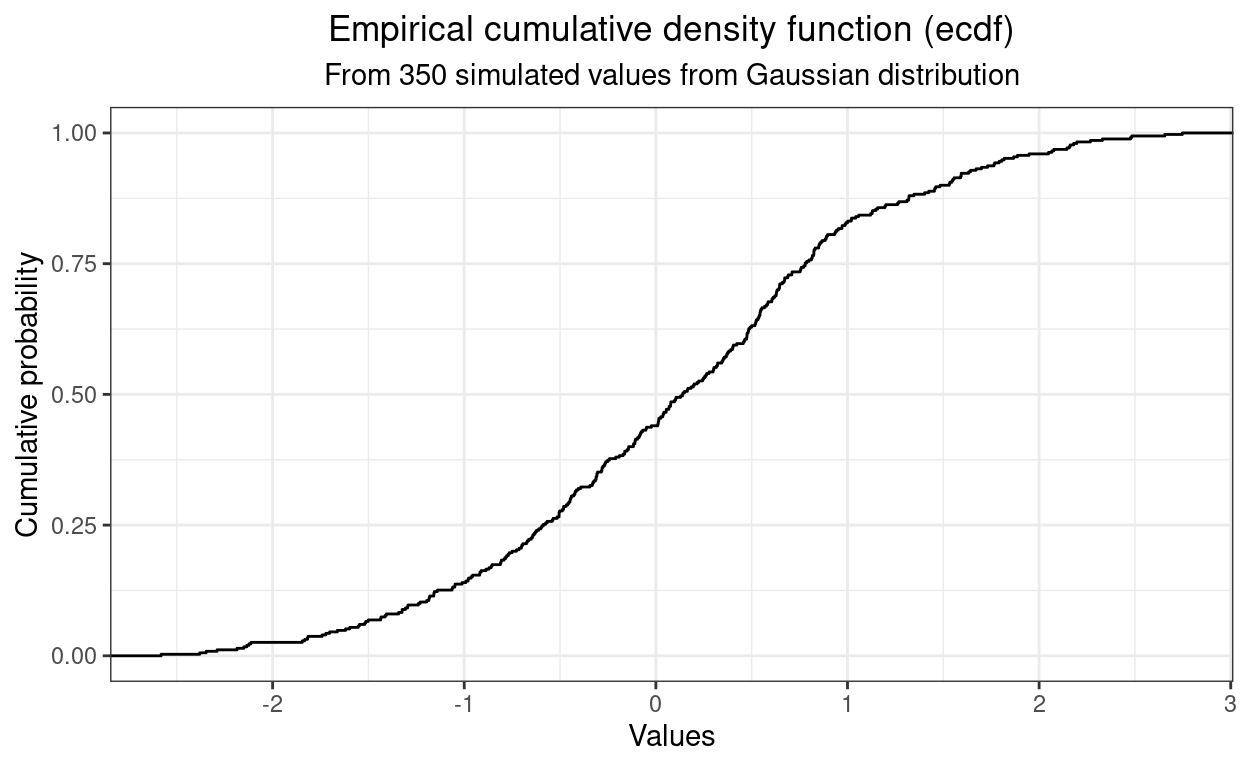 Empirical cumulative density function (ecdf)
From 350 simulated values from Gaussian distribution
Cumulative probability
1.00
0.75
0.50
0.25
0.00
-2 -1 0 1 2 3
Values